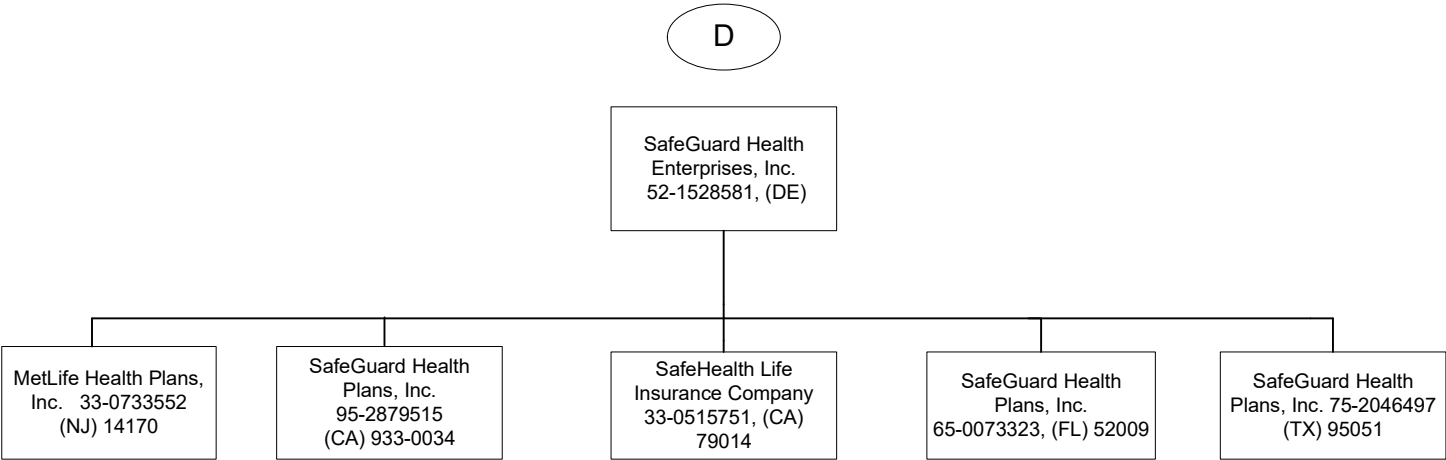 D
SafeGuard Health
Enterprises, Inc.
52-1528581, (DE)
MetLife Health Plans,
Inc. 33-0733552
(NJ) 14170
SafeGuard Health
Plans, Inc.
95-2879515
(CA) 933-0034
SafeHealth Life
Insurance Company
33-0515751, (CA)
79014
SafeGuard Health
Plans, Inc.
65-0073323, (FL) 52009
SafeGuard Health
Plans, Inc. 75-2046497
(TX) 95051